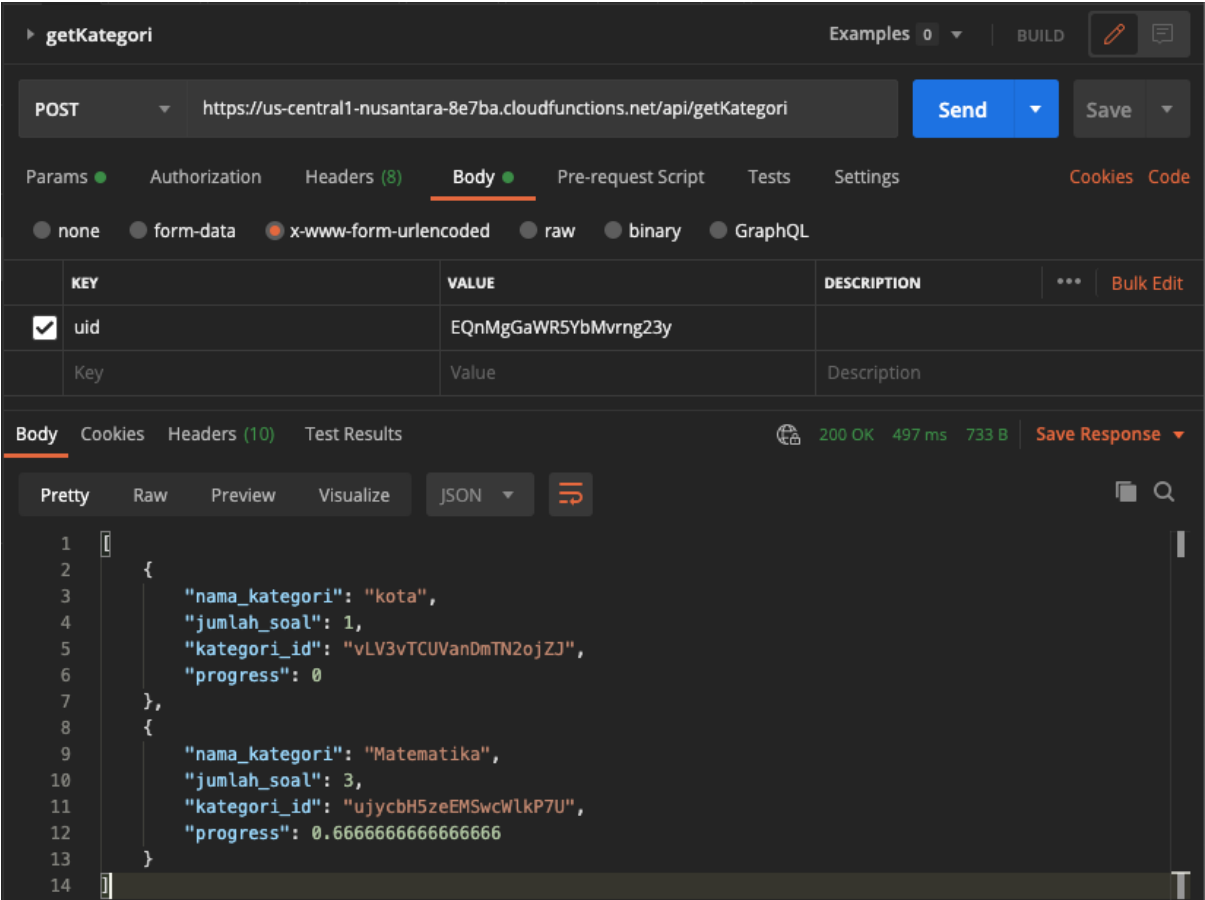 getKategori Examples 0 BUILD
POST https://us-central1-nusantara-8e7ba.cloudfunctions.net/api/getKategori Send Save
Params Authorization Headers (8) Body Pre-request Script Tests Settings Cookies Code
none form-data x-www-form-urlencoded raw binary GraphQL
KEY VALUE DESCRIPTION ••• Bulk Edit
uid EQnMgGaWR5YbMvrng23y
Key Value Description
Body Cookies Headers (10) Test Results 200 OK 497 ms 733 B Save Response
Pretty Raw Preview Visualize JSON
1 [
2 {
3 "nama_kategori": "kota",
4 "jumlah_soal": 1,
5 "kategori_id": "vLV3vTCUVanDmTN2ojZJ",
6 "progress": 0
7 },
8 {
9 "nama_kategori": "Matematika",
10 "jumlah_soal": 3,
11 "kategori_id": "ujycbH5zeEMSwcWlkP7U",
12 "progress": 0.6666666666666666
13 }
14 ]